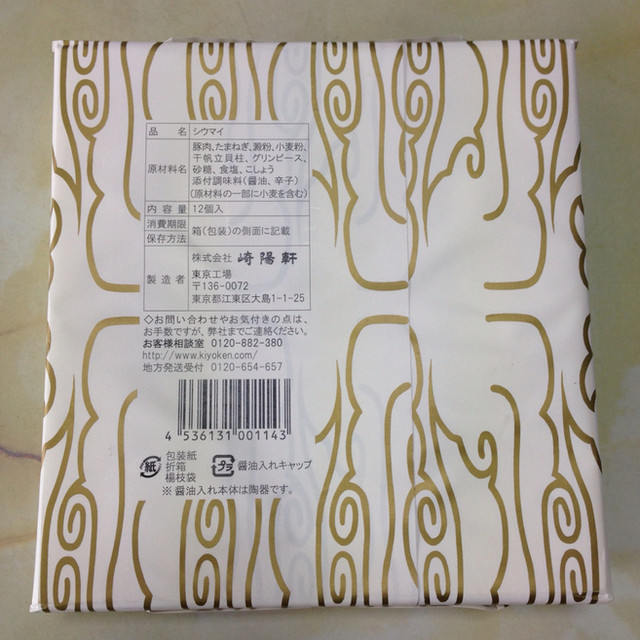 品名 シウマイ
原材料名 豚肉、たまねぎ、澱粉、小麦粉、
干帆立貝柱、グリンピース、
砂糖、食塩、こしょう
添付調味料(醤油、辛子)
(原材料の一部に小麦を含む)
内容量 12個入
消費期限 箱(包装)の側面に記載
保存方法
製造者 株式会社 崎陽軒
東京工場
〒136-0072
東京都江東区大島1-1-25
◇お問い合わせやお気付きの点は、
お手数ですが、弊社までご連絡ください。
お客様相談室 0120-882-380
http://www.kiyoken.com/
地方発送受付 0120-654-657
4 536131 001143
紙 包装紙
折箱
楊枝袋
プラ 醤油入れキャップ
※醤油入れ本体は陶器です。